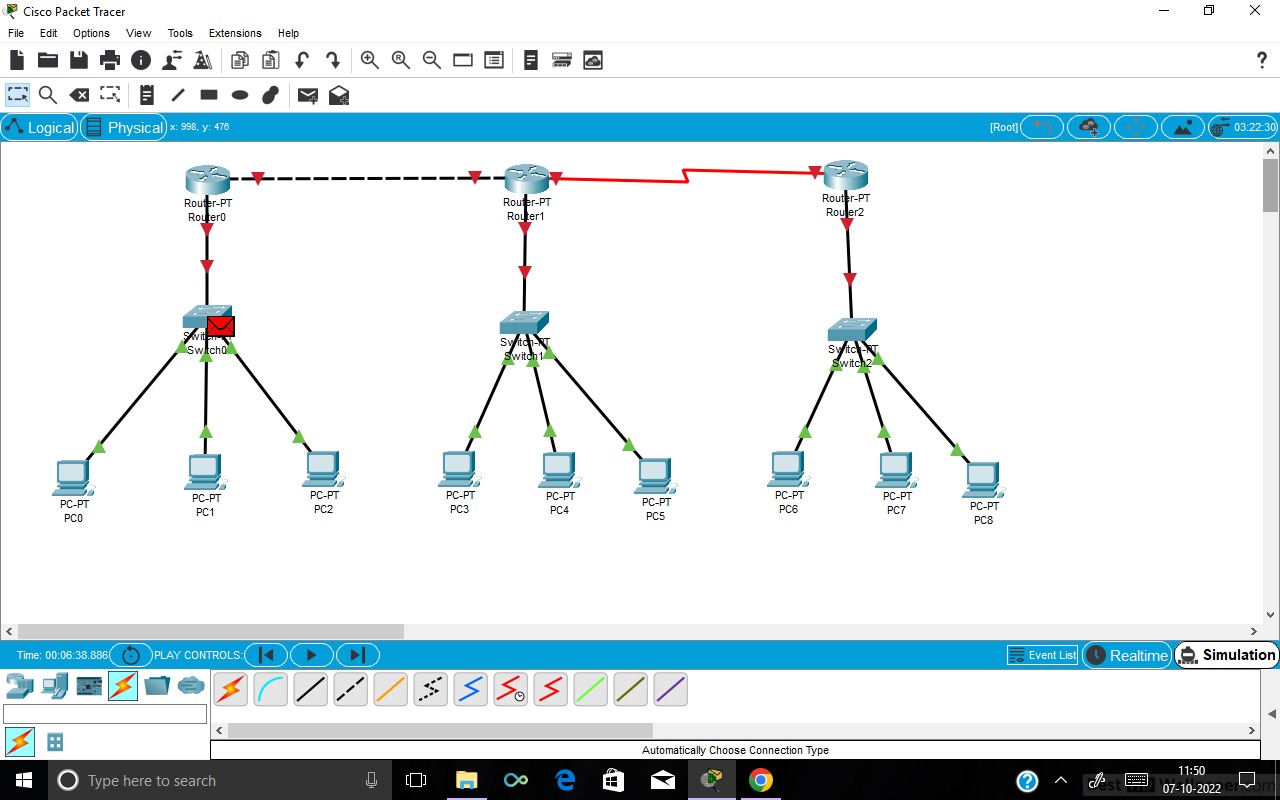 Cisco Packet Tracer
File Edit Options View Tools Extensions Help
Logical Physical x: 998, y: 476 [Root] 03:22:30
Router-PT
Router0
Router-PT
Router1
Router-PT
Router2
Switch0
Switch-PT
Switch1
Switch-PT
Switch2
PC-PT
PC0
PC-PT
PC1
PC-PT
PC2
PC-PT
PC3
PC-PT
PC4
PC-PT
PC5
PC-PT
PC6
PC-PT
PC7
PC-PT
PC8
Time: 00:06:38.886 PLAY CONTROLS: Event List Realtime Simulation
Automatically Choose Connection Type
Type here to search
11:50
07-10-2022